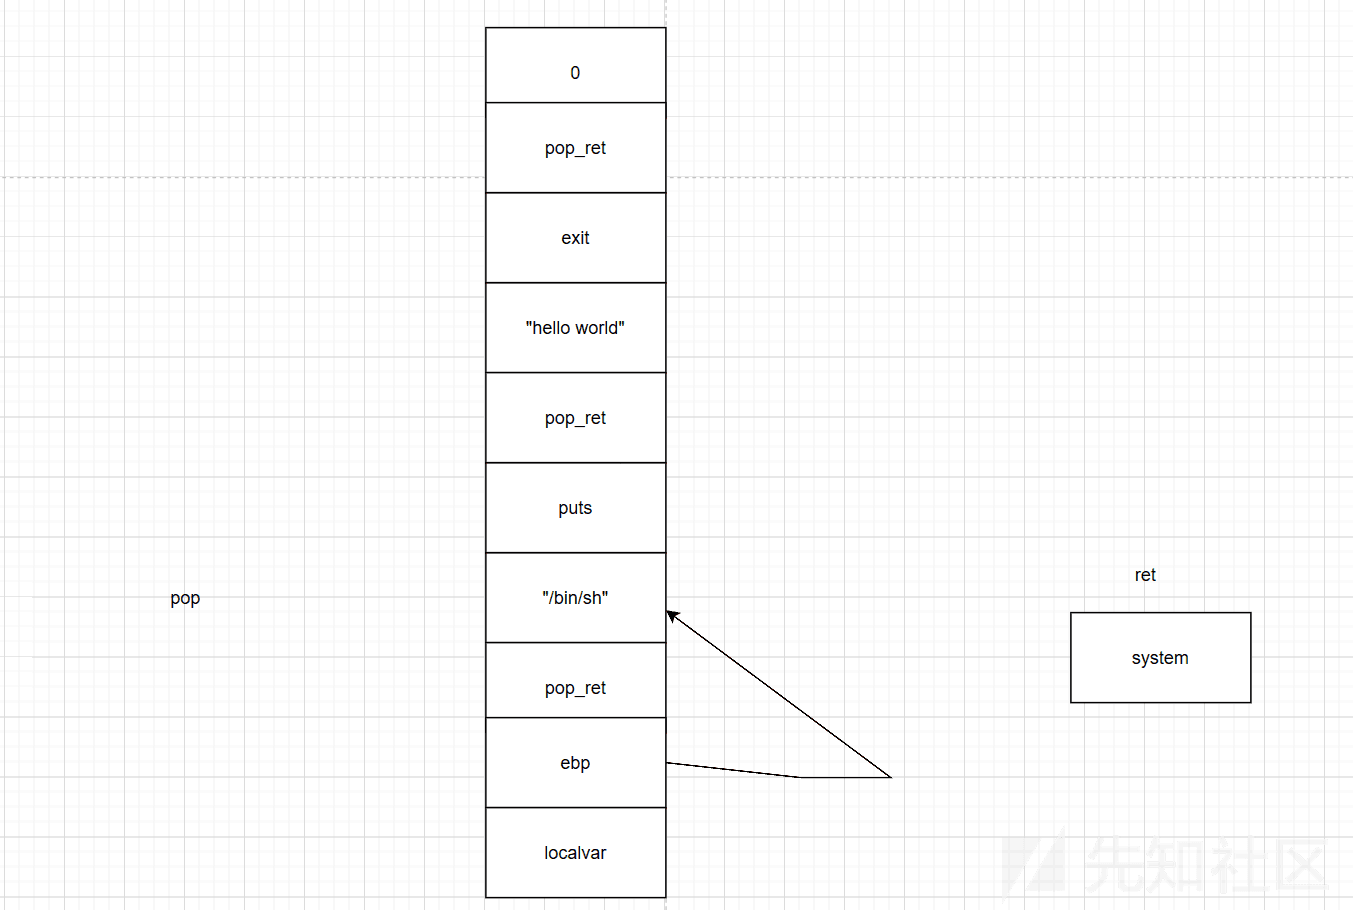 0
pop_ret
exit
"hello world"
pop_ret
puts
ret
pop
"/bin/sh"
system
pop_ret
ebp
localvar
先知社区